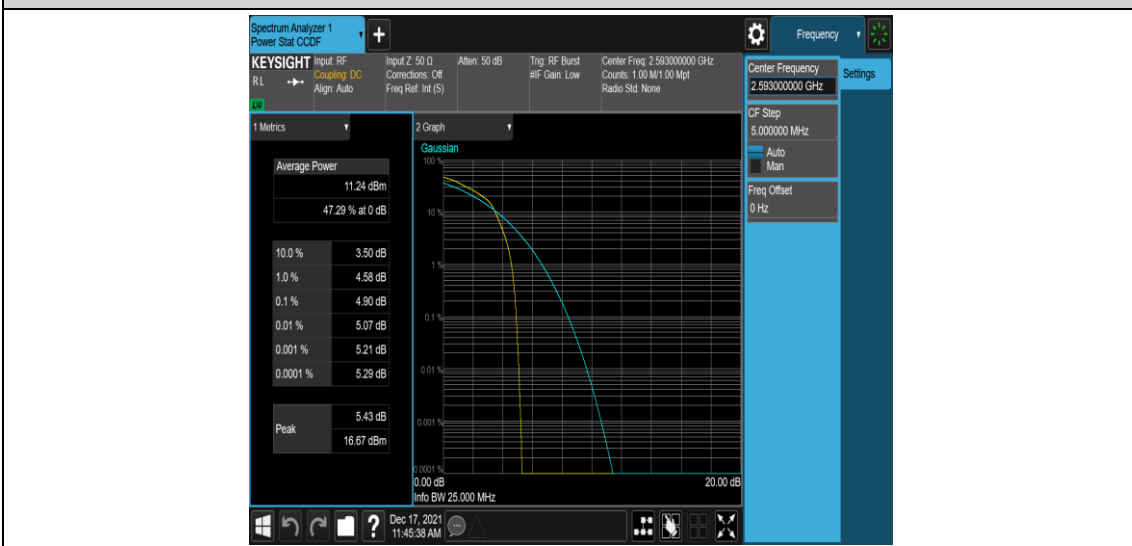 Spectrum Analyzer 1
Power Stat CCDF
+
Frequency
KEYSIGHT
RL
LXI
Input: RF
Coupling: DC
Align: Auto
Input Z: 50 Ω
Corrections: Off
Freq Ref: Int (S)
Atten: 50 dB
Trig: RF Burst
#IF Gain: Low
Center Freq: 2.593000000 GHz
Counts: 1.00 M/1.00 Mpt
Radio Std: None
Center Frequency
2.593000000 GHz
Settings
CF Step
5.000000 MHz
Auto
Man
Freq Offset
0 Hz
1 Metrics
Average Power
11.24 dBm
47.29 % at 0 dB
10.0 % 3.50 dB
1.0 % 4.58 dB
0.1 % 4.90 dB
0.01 % 5.07 dB
0.001 % 5.21 dB
0.0001 % 5.29 dB
Peak 5.43 dB
16.67 dBm
2 Graph
Gaussian
100 %
10 %
1 %
0.1 %
0.01 %
0.001 %
0.0001 %
0.00 dB 20.00 dB
Info BW 25.000 MHz
?
Dec 17, 2021
11:45:38 AM